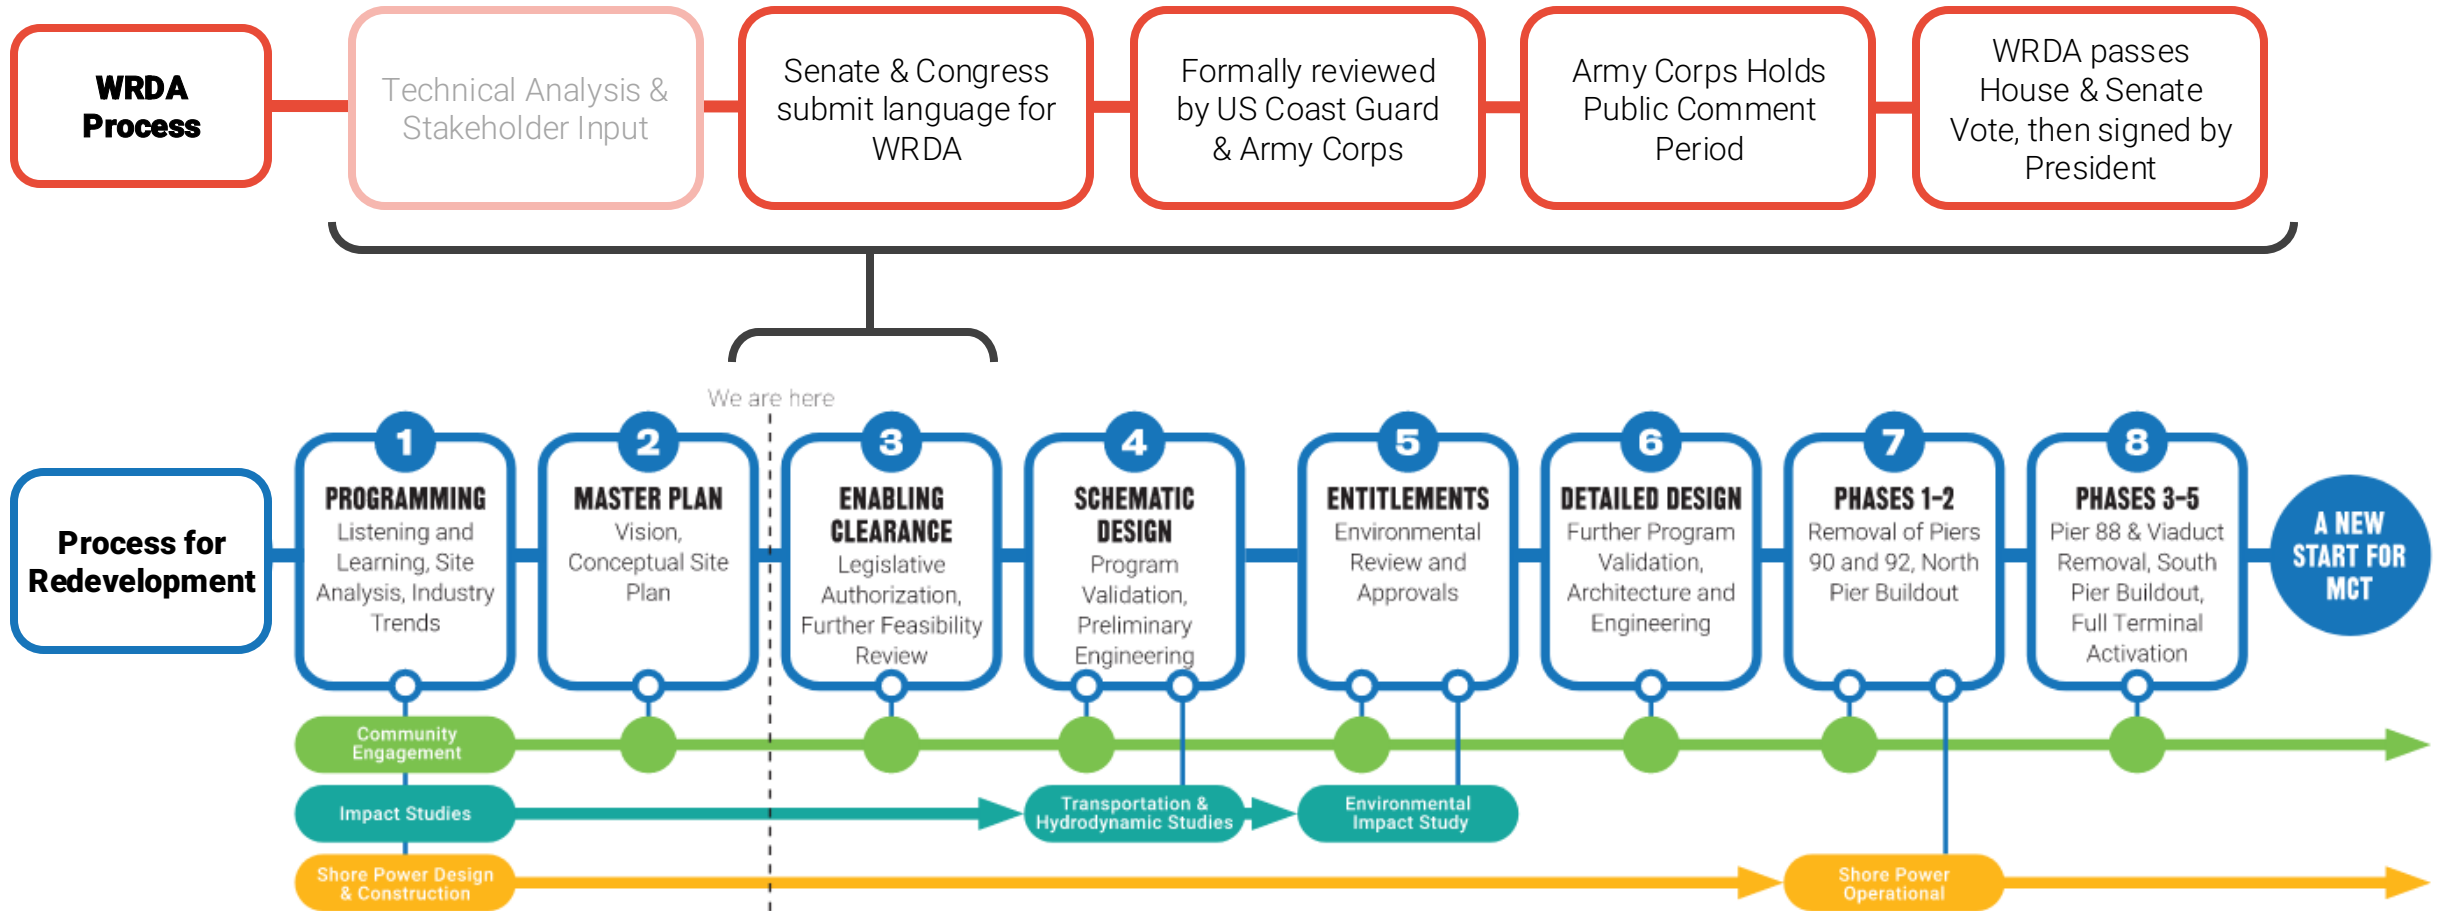 WRDA
Process
Technical Analysis &
Stakeholder Input
Senate & Congress
submit language for
WRDA
Formally reviewed
by US Coast Guard
& Army Corps
Army Corps Holds
Public Comment
Period
WRDA passes
House & Senate
Vote, then signed by
President
We are here
Process for
Redevelopment
1
PROGRAMMING
Listening and
Learning, Site
Analysis, Industry
Trends
2
MASTER PLAN
Vision,
Conceptual Site
Plan
3
ENABLING
CLEARANCE
Legislative
Authorization,
Further Feasibility
Review
4
SCHEMATIC
DESIGN
Program
Validation,
Preliminary
Engineering
5
ENTITLEMENTS
Environmental
Review and
Approvals
6
DETAILED DESIGN
Further Program
Validation,
Architecture and
Engineering
7
PHASES 1–2
Removal of Piers
90 and 92, North
Pier Buildout
8
PHASES 3–5
Pier 88 & Viaduct
Removal, South
Pier Buildout,
Full Terminal
Activation
A NEW
START FOR
MCT
Community
Engagement
Impact Studies
Transportation &
Hydrodynamic Studies
Environmental
Impact Study
Shore Power Design
& Construction
Shore Power
Operational